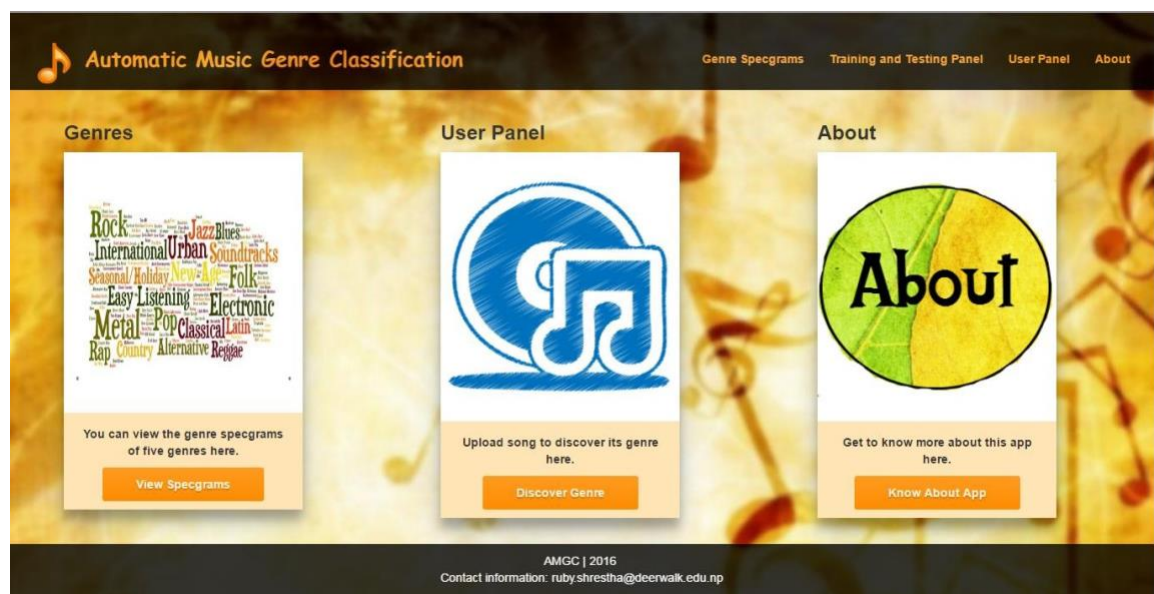 Automatic Music Genre Classification
Genre Specgrams Training and Testing Panel User Panel About
Genres
Rock
Jazz Blues
International Urban Soundtracks
Seasonal/Holiday New Age Folk
Easy Listening Electronic
Metal Pop Classical Latin
Rap Country Alternative Reggae
You can view the genre specgrams
of five genres here.
View Specgrams
User Panel
Upload song to discover its genre
here.
Discover Genre
About
About
Get to know more about this app
here.
Know About App
AMGC | 2016
Contact information: ruby.shrestha@deerwalk.edu.np